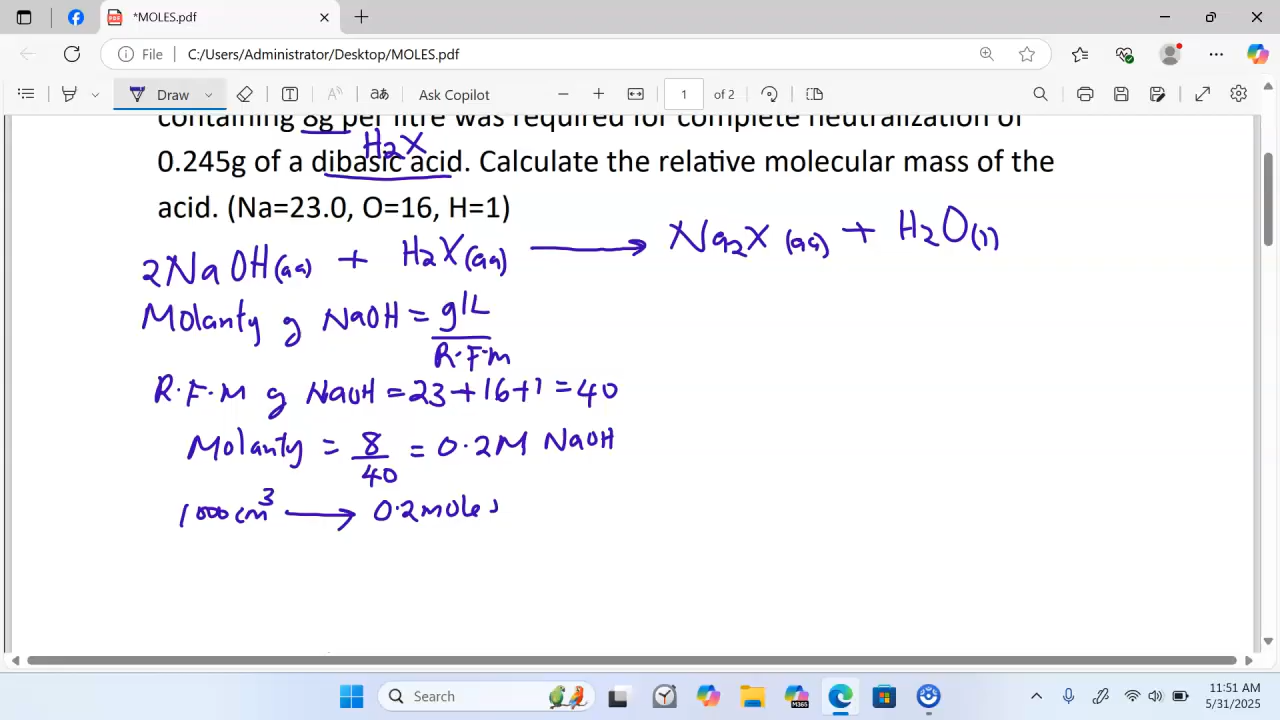 *MOLES.pdf
File C:/Users/Administrator/Desktop/MOLES.pdf
Draw Ask Copilot 1 of 2
containing 8g per litre was required for complete neutralization of
H2X
0.245g of a dibasic acid. Calculate the relative molecular mass of the
acid. (Na=23.0, O=16, H=1)
2NaOH(aq) + H2X(aq) ⟶ Na2X (aq) + H2O(l)
Molarity of NaOH = g/L
R.F.M
R.F.M of NaOH = 23+16+1 = 40
Molarity = 8/40 = 0.2M NaOH
1000cm³ ⟶ 0.2moles
Search
11:51 AM
5/31/2025